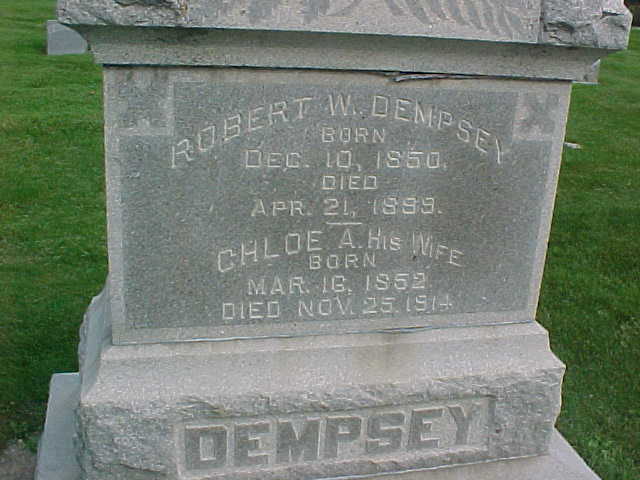 ROBERT W. DEMPSEY
BORN
DEC. 10, 1850.
DIED
APR. 21, 1899.
CHLOE A. HIS WIFE
BORN
MAR. 16, 1852
DIED NOV. 25, 1914
DEMPSEY